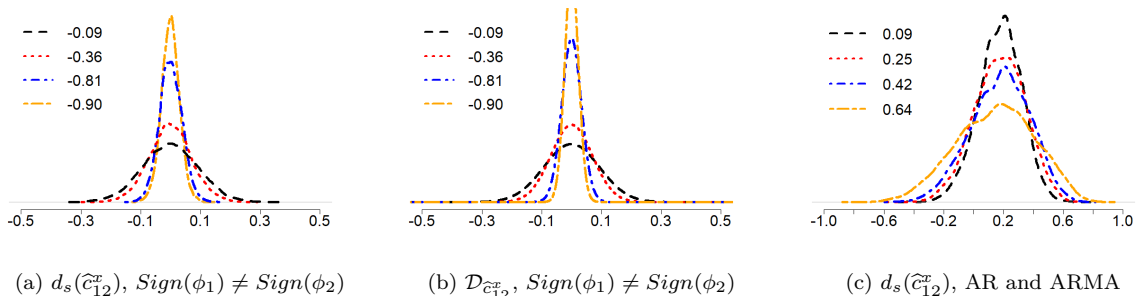 -0.09
-0.36
-0.81
-0.90
-0.5 -0.3 -0.1 0.1 0.3 0.5
(a) d_s(ĉ^x_12), Sign(ϕ_1) ≠ Sign(ϕ_2)
-0.09
-0.36
-0.81
-0.90
-0.5 -0.3 -0.1 0.1 0.3 0.5
(b) 𝒟_ĉ^x_12, Sign(ϕ_1) ≠ Sign(ϕ_2)
0.09
0.25
0.42
0.64
-1.0 -0.6 -0.2 0.2 0.6 1.0
(c) d_s(ĉ^x_12), AR and ARMA